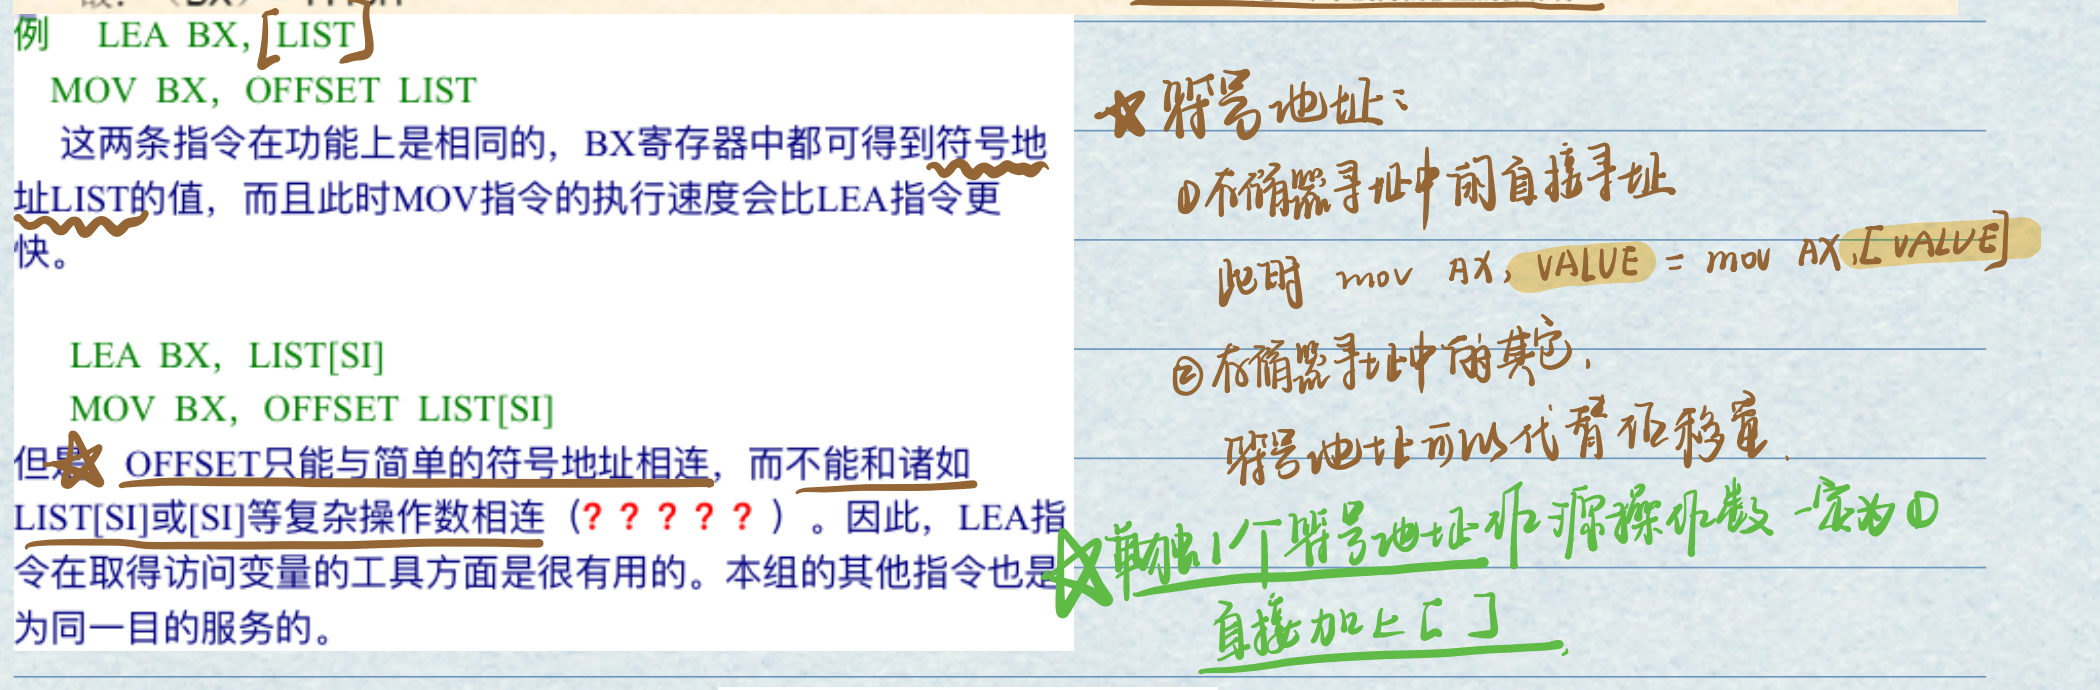 例 LEA BX, [LIST]
MOV BX, OFFSET LIST
这两条指令在功能上是相同的，BX寄存器中都可得到符号地
址LIST的值，而且此时MOV指令的执行速度会比LEA指令更
快。
LEA BX, LIST[SI]
MOV BX, OFFSET LIST[SI]
但是 OFFSET只能与简单的符号地址相连，而不能和诸如
LIST[SI]或[SI]等复杂操作数相连（？？？？？）。因此，LEA指
令在取得访问变量的工具方面是很有用的。本组的其他指令也是
为同一目的服务的。
符号地址：
①存储器寻址中的直接寻址
此时 mov AX, VALUE = mov AX,[VALUE]
②存储器寻址中的其它.
符号地址可以代替位移量.
单独1个符号地址作源操作数一定为①
直接加上[ ]